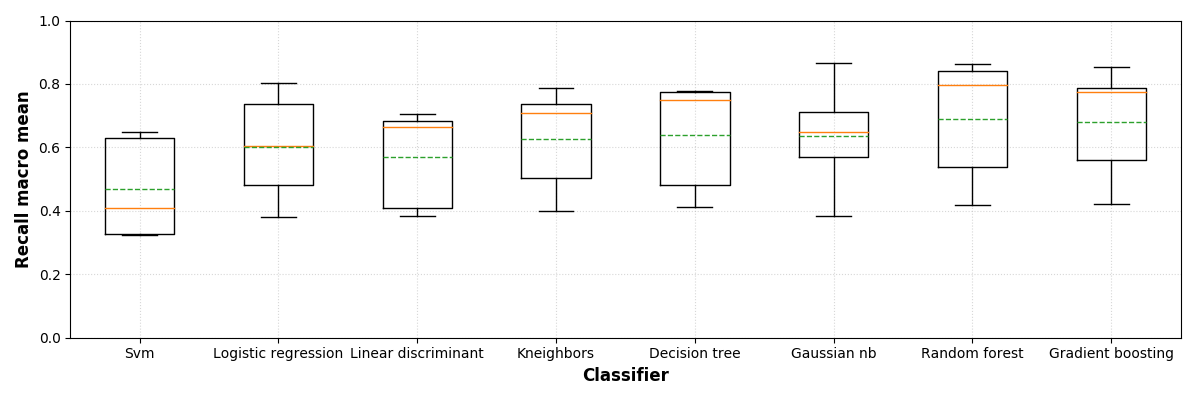 Recall macro mean
1.0
0.8
0.6
0.4
0.2
0.0
Svm Logistic regression Linear discriminant Kneighbors Decision tree Gaussian nb Random forest Gradient boosting
Classifier